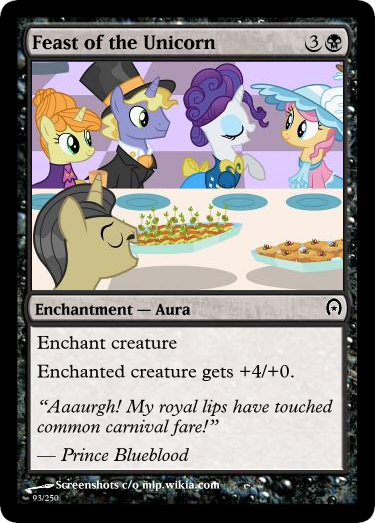 Feast of the Unicorn 3
Enchantment — Aura
Enchant creature
Enchanted creature gets +4/+0.
“Aaaurgh! My royal lips have touched
common carnival fare!”
— Prince Blueblood
Screenshots c/o mlp.wikia.com
93/250